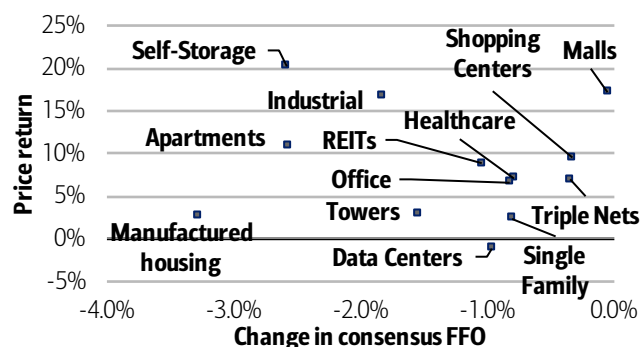 Price return
25%
20%
15%
10%
5%
0%
-5%
Self-Storage
Shopping
Centers
Malls
Industrial
Healthcare
Apartments
REITs
Office
Towers
Triple Nets
Manufactured
housing
Data Centers
Single
Family
-4.0% -3.0% -2.0% -1.0% 0.0%
Change in consensus FFO